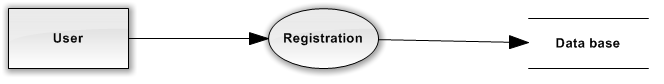 User
Registration
Data base